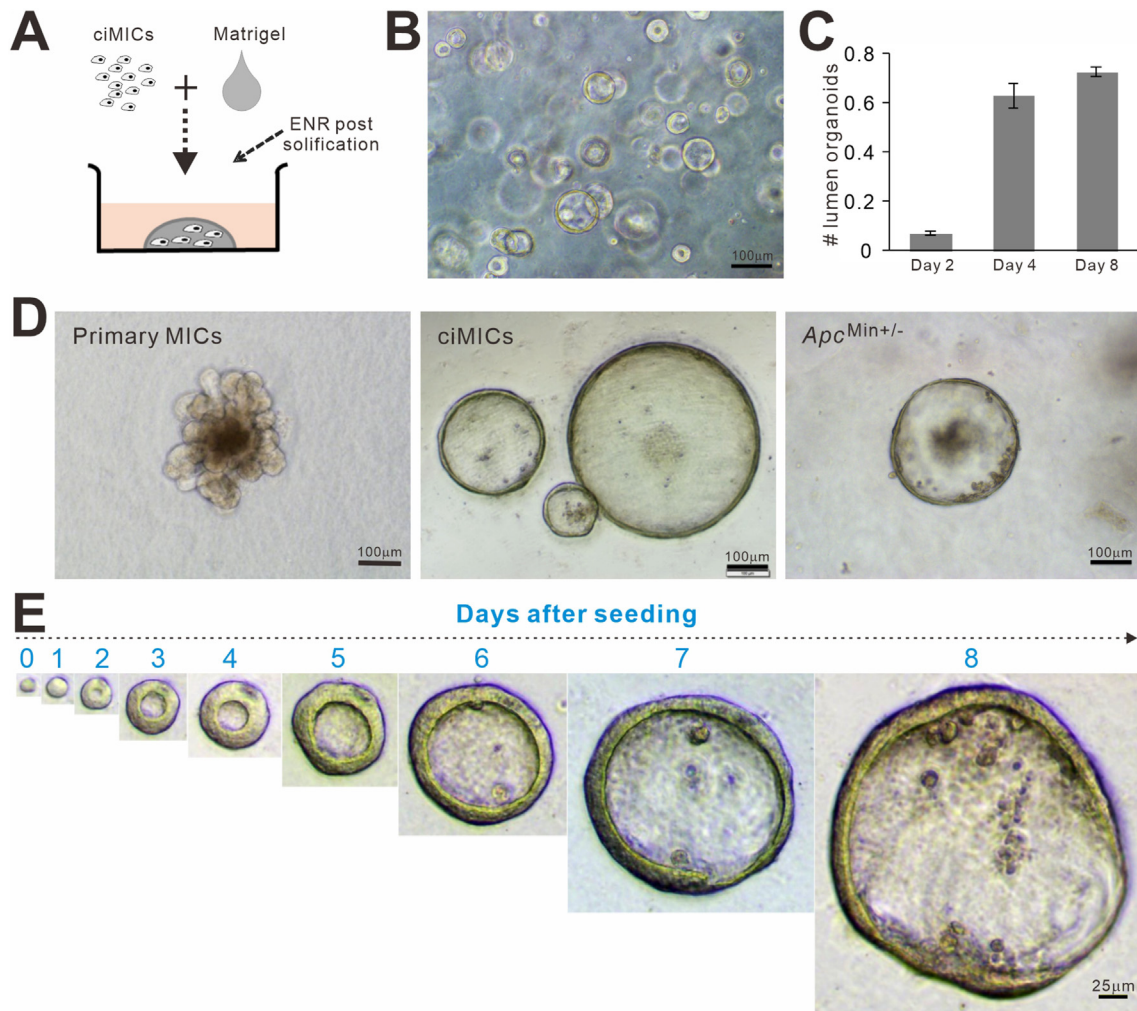 A
ciMICs
Matrigel
+
ENR post
solification
B
100μm
C
# lumen organoids
0.8
0.6
0.4
0.2
0
Day 2
Day 4
Day 8
D
Primary MICs
100μm
ciMICs
100μm
Apc Min+/-
100μm
E
Days after seeding
0 1 2 3 4 5 6 7 8
25μm